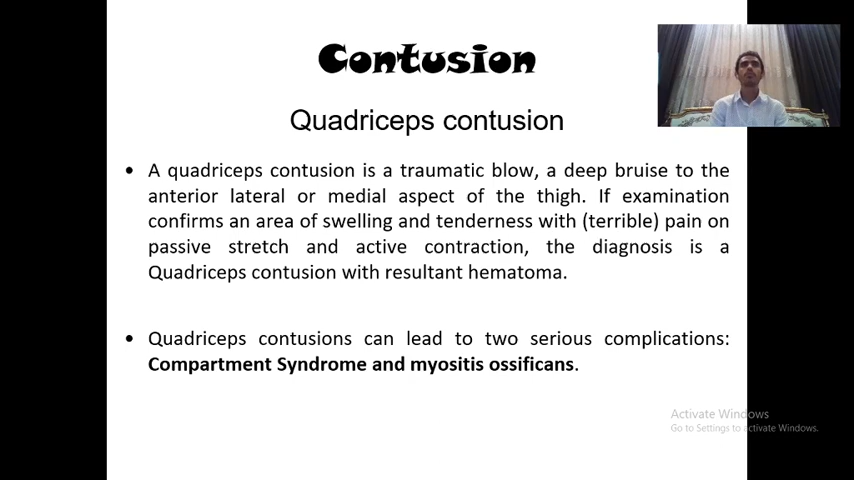 Contusion
Quadriceps contusion
• A quadriceps contusion is a traumatic blow, a deep bruise to the
anterior lateral or medial aspect of the thigh. If examination
confirms an area of swelling and tenderness with (terrible) pain on
passive stretch and active contraction, the diagnosis is a
Quadriceps contusion with resultant hematoma.
• Quadriceps contusions can lead to two serious complications:
Compartment Syndrome and myositis ossificans.
Activate Windows
Go to Settings to activate Windows.